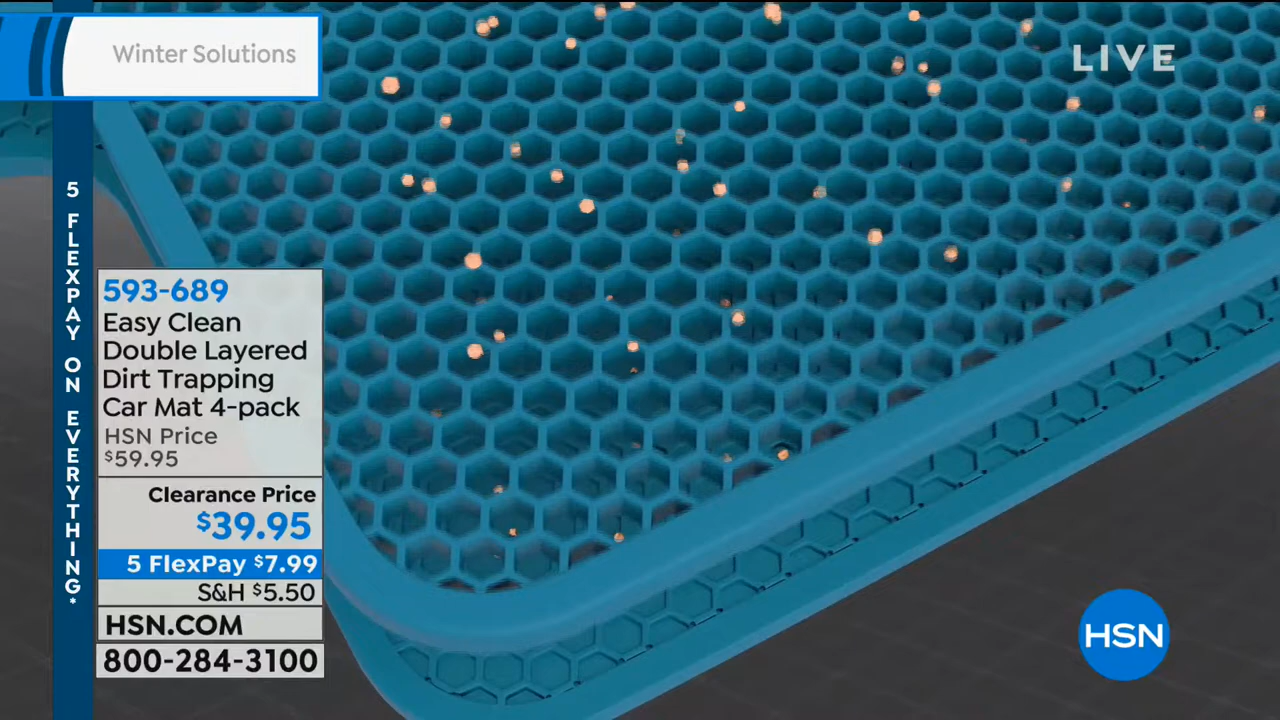 Winter Solutions
LIVE
5 FLEXPAY ON EVERYTHING*
593-689
Easy Clean
Double Layered
Dirt Trapping
Car Mat 4-pack
HSN Price
$59.95
Clearance Price
$39.95
5 FlexPay $7.99
S&H $5.50
HSN.COM
800-284-3100
HSN